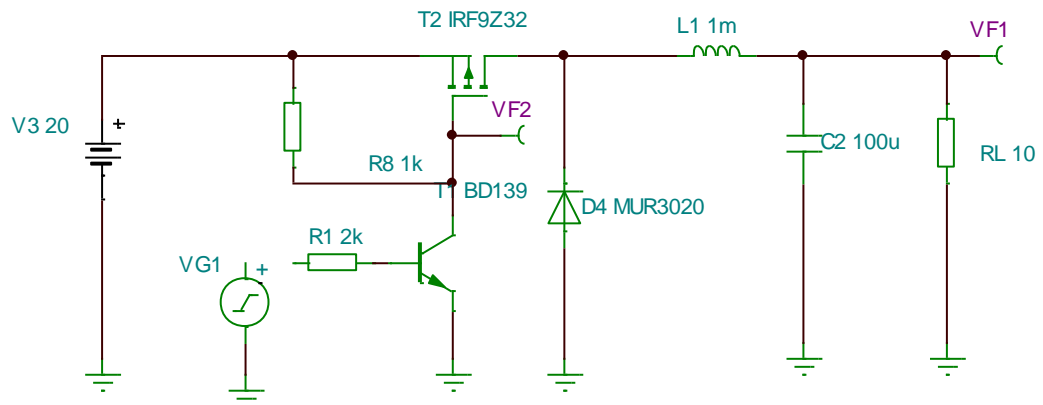 T2 IRF9Z32
L1 1m
VF1
VF2
V3 20
+
R8 1k
C2 100u
RL 10
T1 BD139
D4 MUR3020
R1 2k
VG1
+